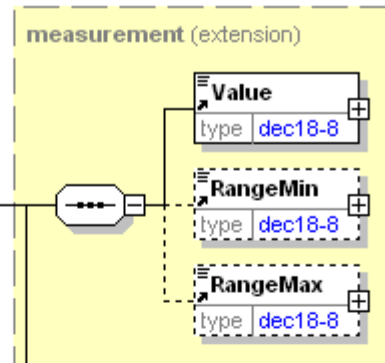 measurement (extension)
Value
type dec18-8
RangeMin
type dec18-8
RangeMax
type dec18-8